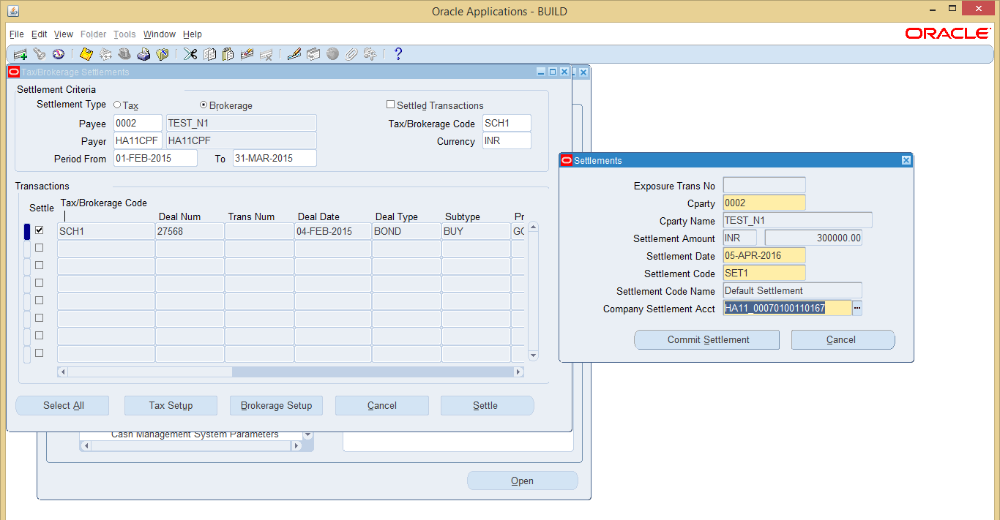 Oracle Applications - BUILD
File Edit View Folder Tools Window Help
ORACLE
Tax/Brokerage Settlements
Settlement Criteria
Settlement Type Tax Brokerage Settled Transactions
Payee 0002 TEST_N1 Tax/Brokerage Code SCH1
Payer HA11CPF HA11CPF Currency INR
Period From 01-FEB-2015 To 31-MAR-2015
Transactions
Settle Tax/Brokerage Code
Deal Num Trans Num Deal Date Deal Type Subtype Pr
SCH1 27568 04-FEB-2015 BOND BUY GO
Select All Tax Setup Brokerage Setup Cancel Settle
Cash Management System Parameters
Open
Settlements
Exposure Trans No
Cparty 0002
Cparty Name TEST_N1
Settlement Amount INR 300000.00
Settlement Date 05-APR-2016
Settlement Code SET1
Settlement Code Name Default Settlement
Company Settlement Acct HA11_00070100110167
Commit Settlement Cancel